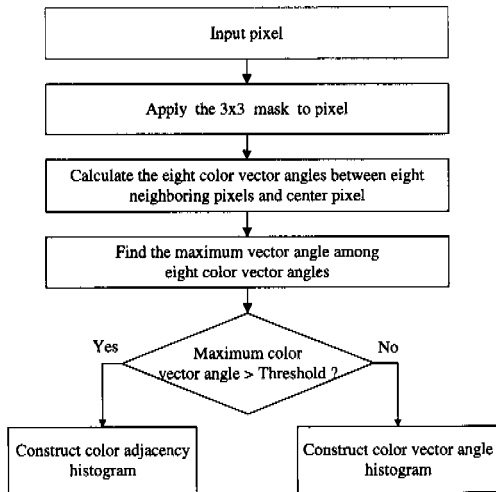 Input pixel
Apply the 3x3 mask to pixel
Calculate the eight color vector angles between eight
neighboring pixels and center pixel
Find the maximum vector angle among
eight color vector angles
Yes
No
Maximum color
vector angle > Threshold ?
Construct color adjacency
histogram
Construct color vector angle
histogram